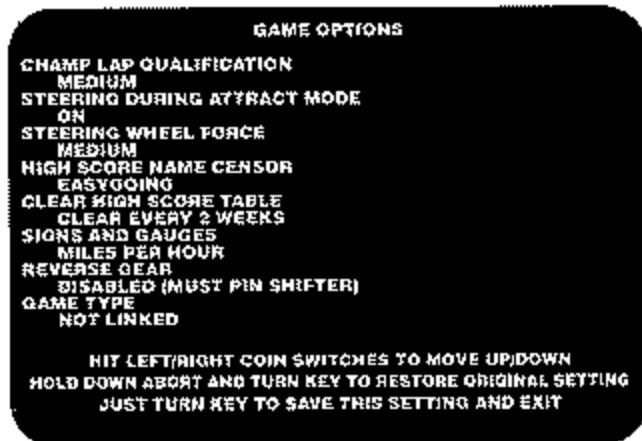 GAME OPTIONS
CHAMP LAP QUALIFICATION
MEDIUM
STEERING DURING ATTRACT MODE
ON
STEERING WHEEL FORCE
MEDIUM
HIGH SCORE NAME CENSOR
EASYGOING
CLEAR HIGH SCORE TABLE
CLEAR EVERY 2 WEEKS
SIGNS AND GAUGES
MILES PER HOUR
REVERSE GEAR
DISABLED (MUST PIN SHIFTER)
GAME TYPE
NOT LINKED
HIT LEFT/RIGHT COIN SWITCHES TO MOVE UP/DOWN
HOLD DOWN ABORT AND TURN KEY TO RESTORE ORIGINAL SETTING
JUST TURN KEY TO SAVE THIS SETTING AND EXIT